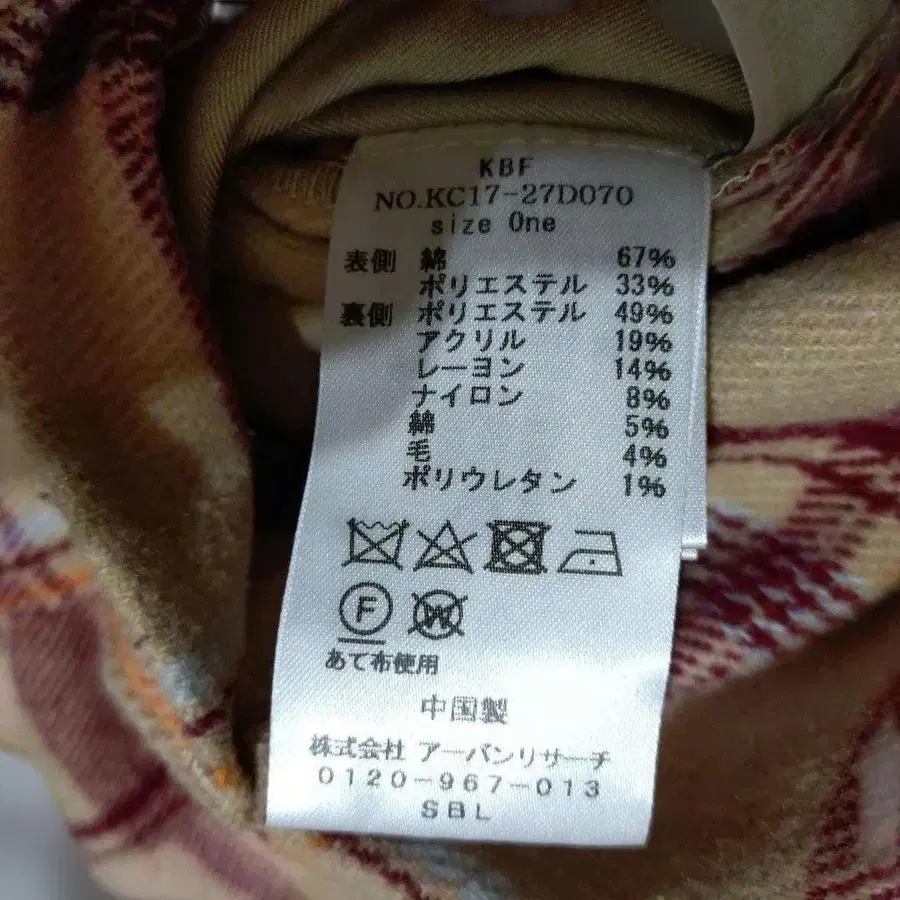 KBF
NO.KC17-27D070
size One
表側 綿 67%
ポリエステル 33%
裏側 ポリエステル 49%
アクリル 19%
レーヨン 14%
ナイロン 8%
綿 5%
毛 4%
ポリウレタン 1%
F W
あて布使用
中国製
株式会社 アーバンリサーチ
0120-967-013
SBL